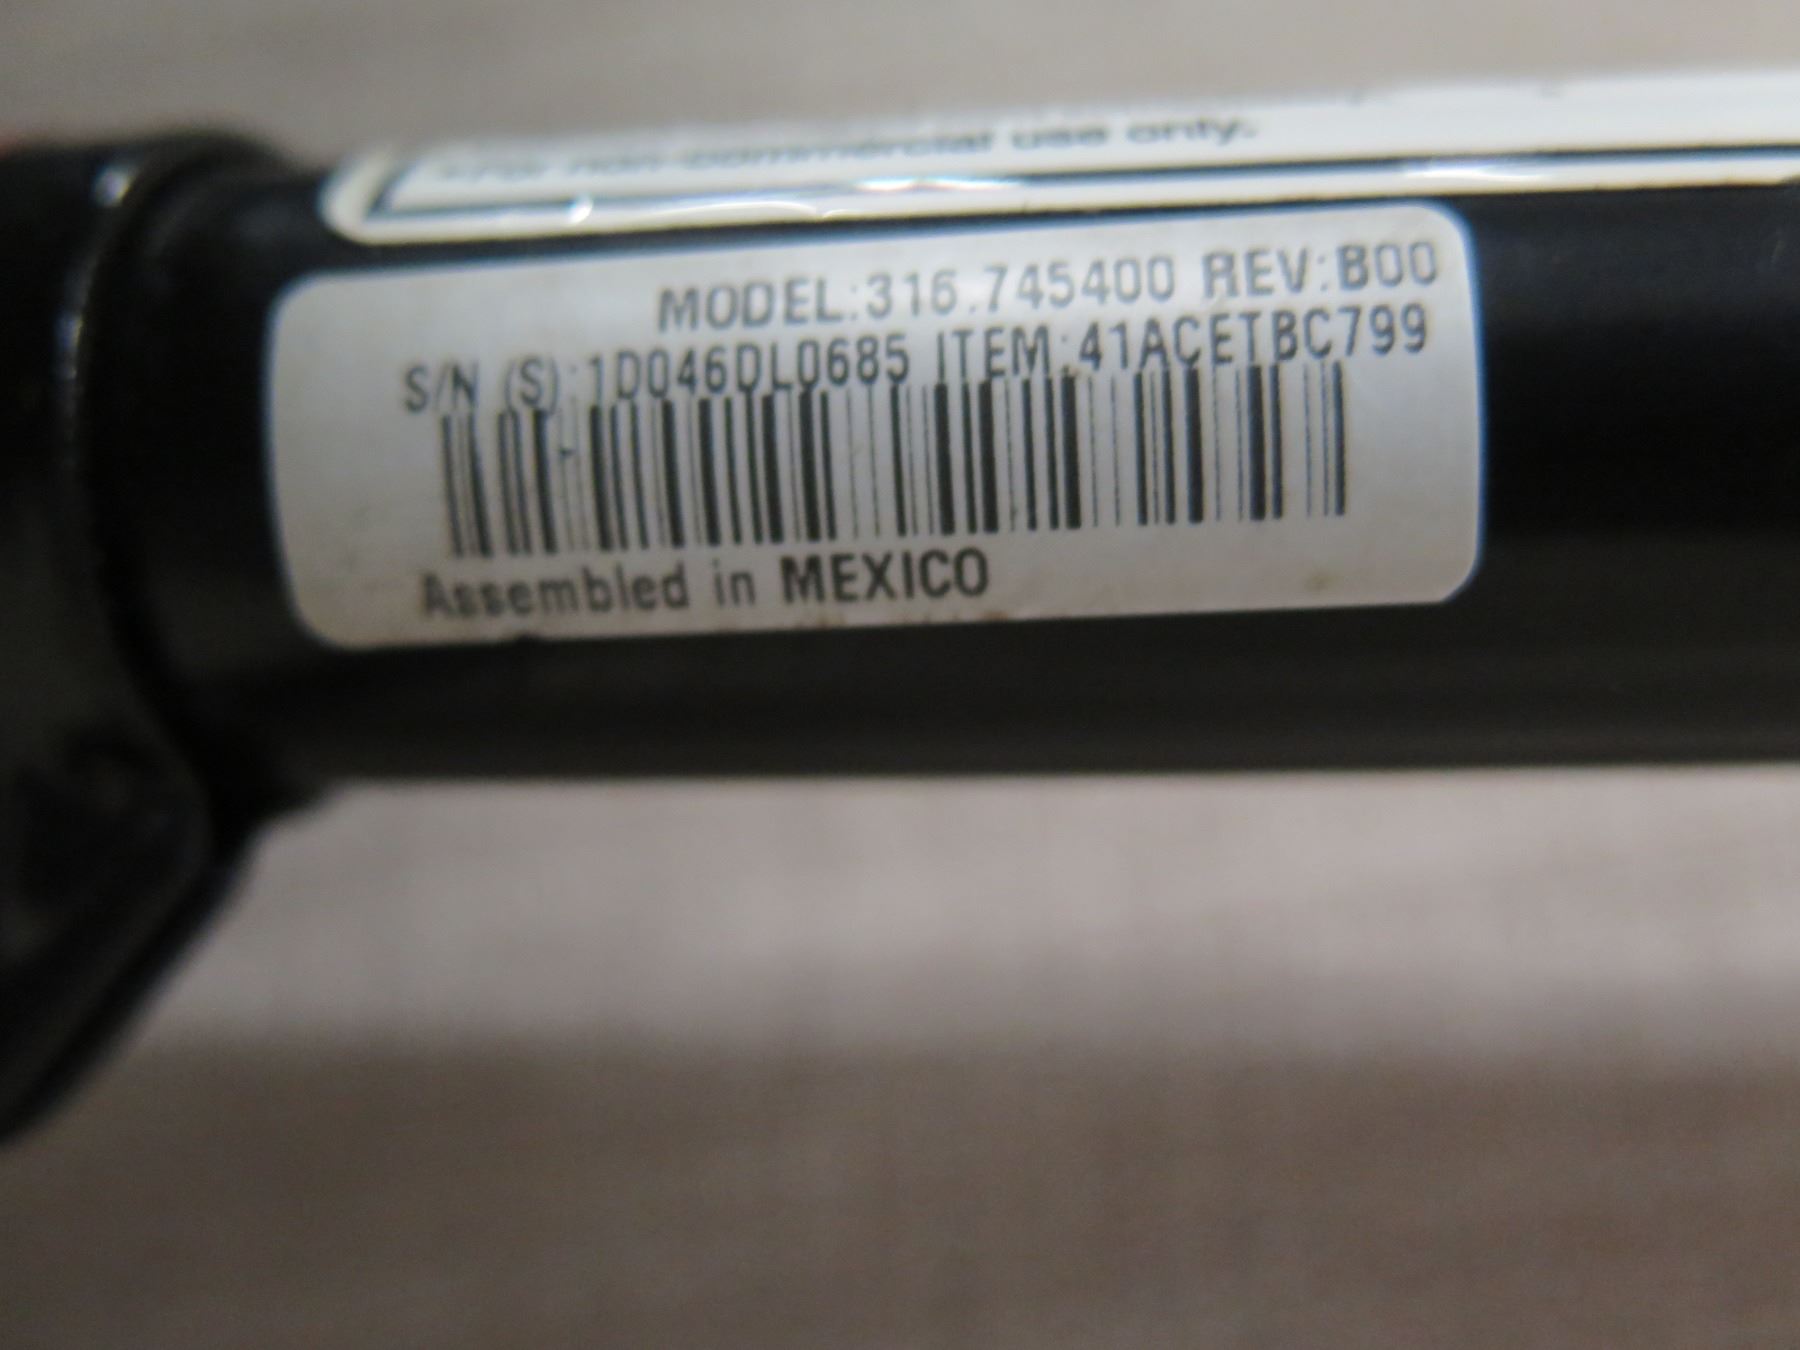 *For non-commercial use only.
MODEL:316.745400 REV:B00
S/N (S):1D046DL0685 ITEM:41ACETBC799
Assembled in MEXICO